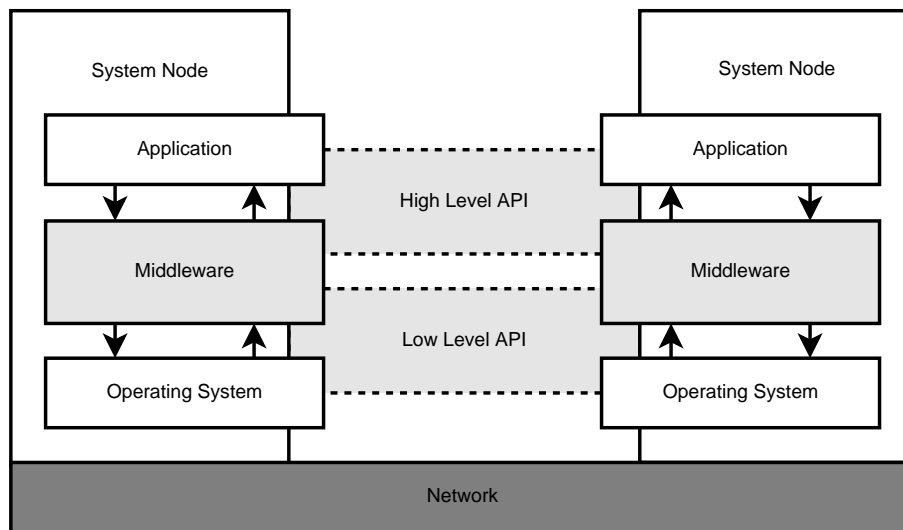 System Node
System Node
Application
Application
High Level API
Middleware
Middleware
Low Level API
Operating System
Operating System
Network